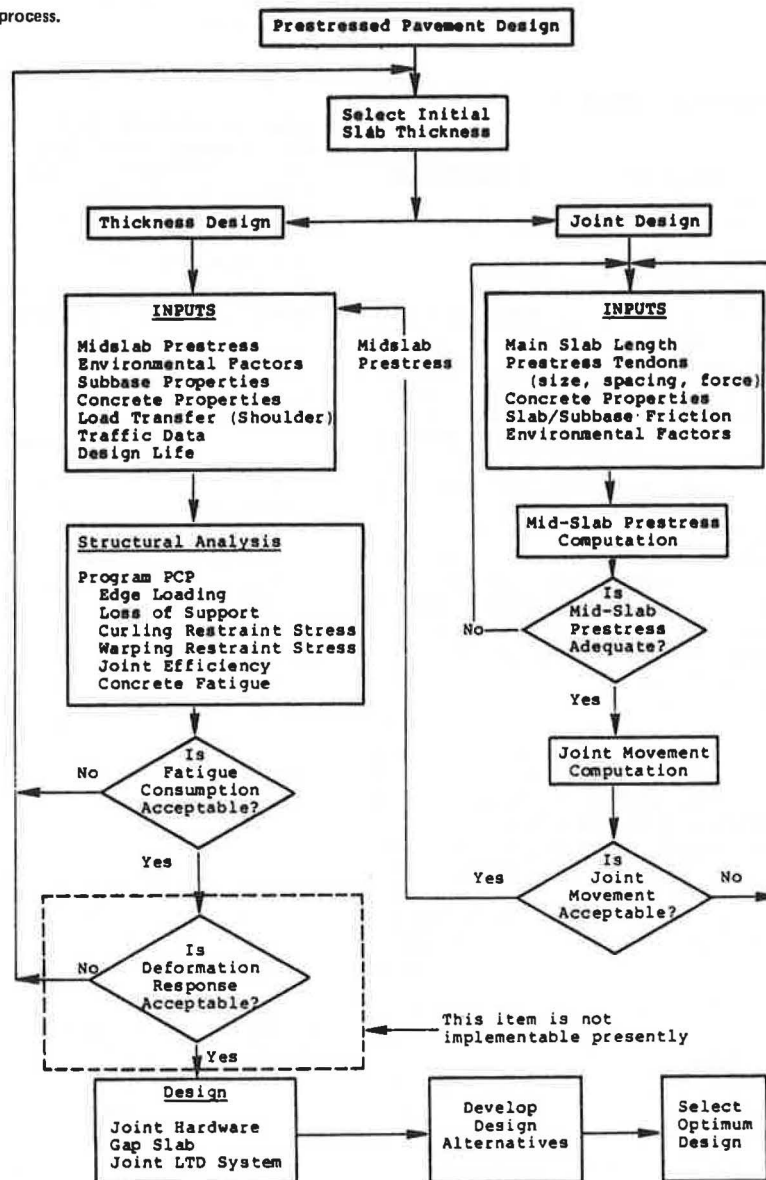 process.
Prestressed Pavement Design
Select Initial
Slab Thickness
Thickness Design
Joint Design
INPUTS
Midslab Prestress
Environmental Factors
Subbase Properties
Concrete Properties
Load Transfer (Shoulder)
Traffic Data
Design Life
Midslab
Prestress
INPUTS
Main Slab Length
Prestress Tendons
(size, spacing, force)
Concrete Properties
Slab/Subbase Friction
Environmental Factors
Structural Analysis
Program PCP
Edge Loading
Loss of Support
Curling Restraint Stress
Warping Restraint Stress
Joint Efficiency
Concrete Fatigue
Mid-Slab Prestress
Computation
Is
Mid-Slab
Prestress
Adequate?
No
Yes
Joint Movement
Computation
Is
Fatigue
Consumption
Acceptable?
No
Yes
Is
Joint
Movement
Acceptable?
Yes
No
Is
Deformation
Response
Acceptable?
No
Yes
This item is not
implementable presently
Design
Joint Hardware
Gap Slab
Joint LTD System
Develop
Design
Alternatives
Select
Optimum
Design